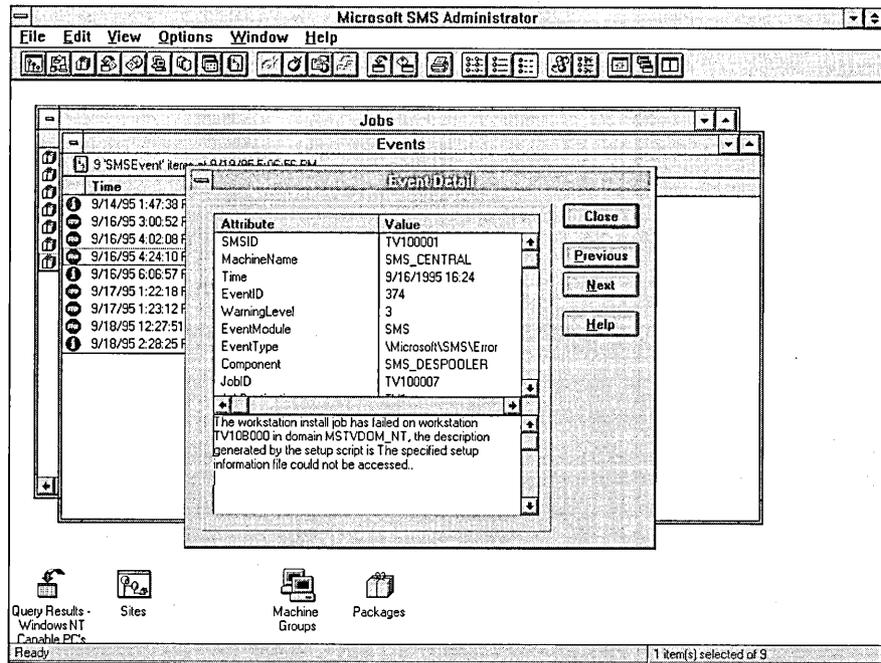 Microsoft SMS Administrator
File Edit View Options Window Help
Jobs
Events
9 'SMSEvent' items at 9/19/95 5:06:56 PM
Event Detail
Time
9/14/95 1:47:38 P
9/16/95 3:00:52 P
9/16/95 4:02:08 P
9/16/95 4:24:10 P
9/16/95 6:06:57 P
9/17/95 1:22:18 P
9/17/95 1:23:12 P
9/18/95 12:27:51
9/18/95 2:28:25 P
Attribute Value
SMSID TV100001
MachineName SMS_CENTRAL
Time 9/16/1995 16:24
EventID 374
WarningLevel 3
EventModule SMS
EventType \Microsoft\SMS\Error
Component SMS_DESPOOLER
JobID TV100007
The workstation install job has failed on workstation
TV10B000 in domain MSTVDOM_NT, the description
generated by the setup script is The specified setup
information file could not be accessed..
Close
Previous
Next
Help
Query Results -
Windows NT
Capable PC's
Sites
Machine
Groups
Packages
Ready
1 item(s) selected of 9